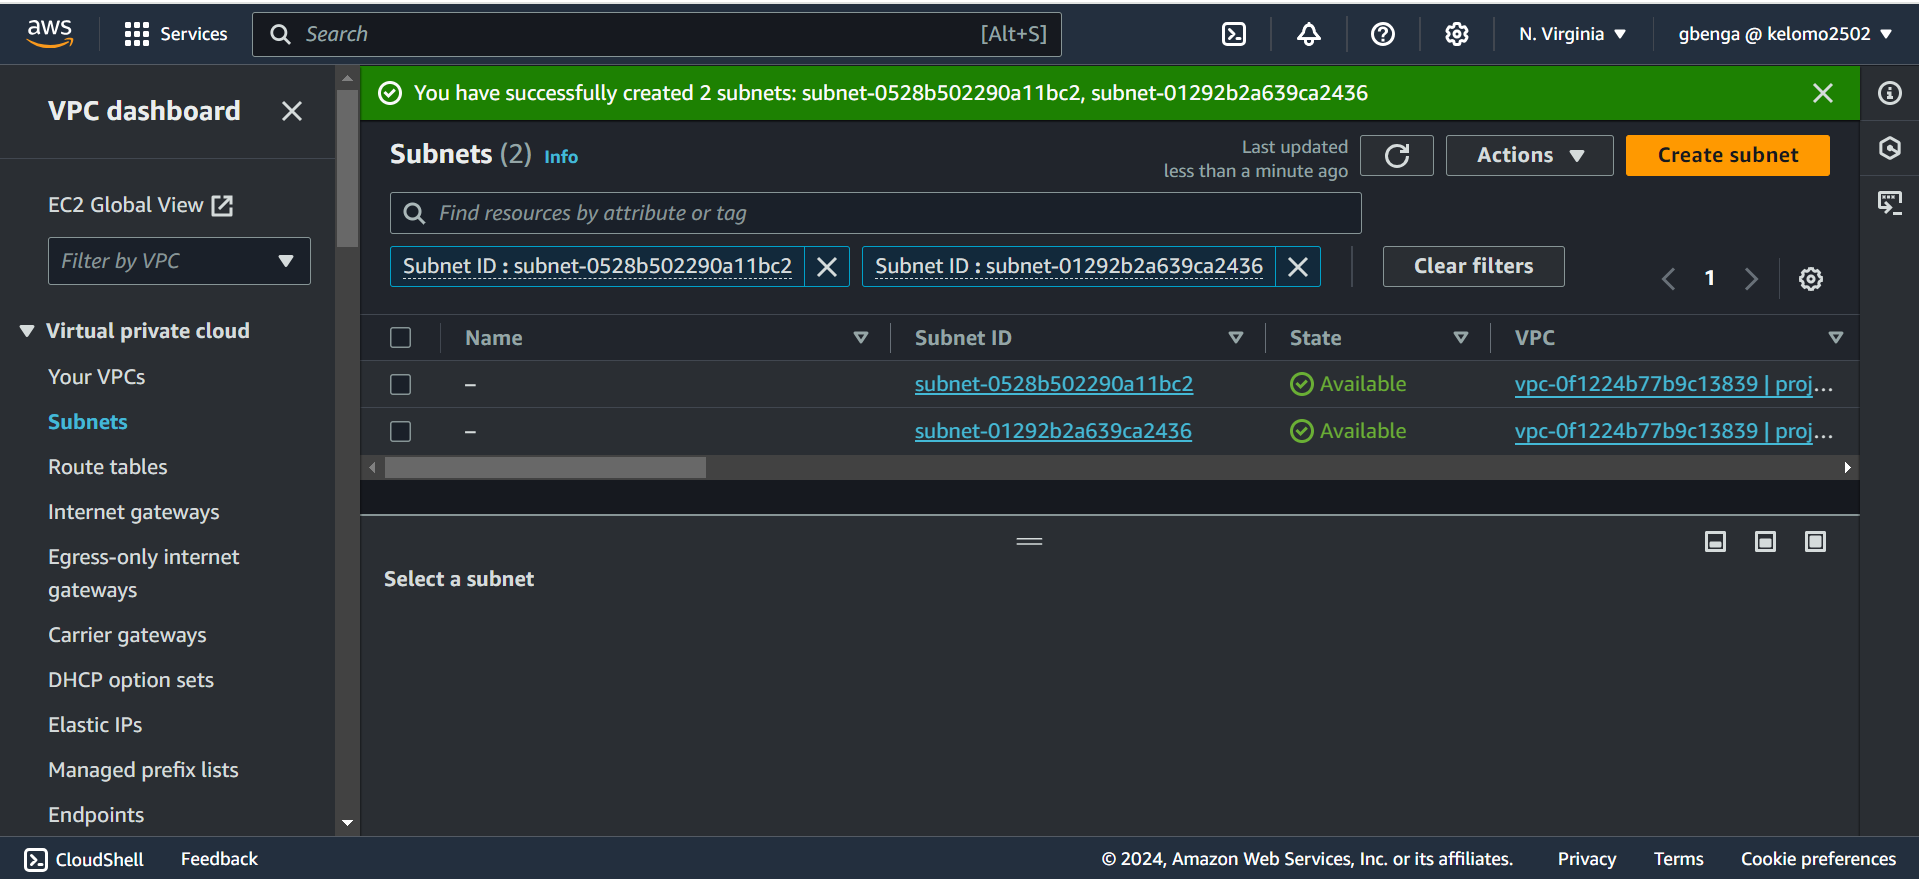 aws
Services
Search
[Alt+S]
N. Virginia
gbenga @ kelomo2502
VPC dashboard
EC2 Global View
Filter by VPC
Virtual private cloud
Your VPCs
Subnets
Route tables
Internet gateways
Egress-only internet
gateways
Carrier gateways
DHCP option sets
Elastic IPs
Managed prefix lists
Endpoints
You have successfully created 2 subnets: subnet-0528b502290a11bc2, subnet-01292b2a639ca2436
Subnets (2) Info
Last updated
less than a minute ago
Actions
Create subnet
Find resources by attribute or tag
Subnet ID : subnet-0528b502290a11bc2
Subnet ID : subnet-01292b2a639ca2436
Clear filters
1
Name Subnet ID State VPC
– subnet-0528b502290a11bc2 Available vpc-0f1224b77b9c13839 | proj...
– subnet-01292b2a639ca2436 Available vpc-0f1224b77b9c13839 | proj...
Select a subnet
CloudShell
Feedback
© 2024, Amazon Web Services, Inc. or its affiliates.
Privacy
Terms
Cookie preferences